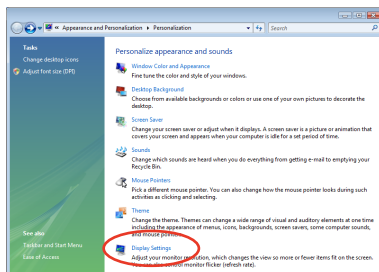 « Appearance and Personalization ▸ Personalization
Search
Tasks
Change desktop icons
Adjust font size (DPI)
Personalize appearance and sounds
Window Color and Appearance
Fine tune the color and style of your windows.
Desktop Background
Choose from available backgrounds or colors or use one of your own pictures to decorate the
desktop.
Screen Saver
Change your screen saver or adjust when it displays. A screen saver is a picture or animation that
covers your screen and appears when your computer is idle for a set period of time.
Sounds
Change which sounds are heard when you do everything from getting e-mail to emptying your
Recycle Bin.
Mouse Pointers
Pick a different mouse pointer. You can also change how the mouse pointer looks during such
activities as clicking and selecting.
Theme
Change the theme. Themes can change a wide range of visual and auditory elements at one time
including the appearance of menus, icons, backgrounds, screen savers, some computer sounds,
and mouse pointers.
Display Settings
Adjust your monitor resolution, which changes the view so more or fewer items fit on the screen.
You can also control monitor flicker (refresh rate).
See also
Taskbar and Start Menu
Ease of Access